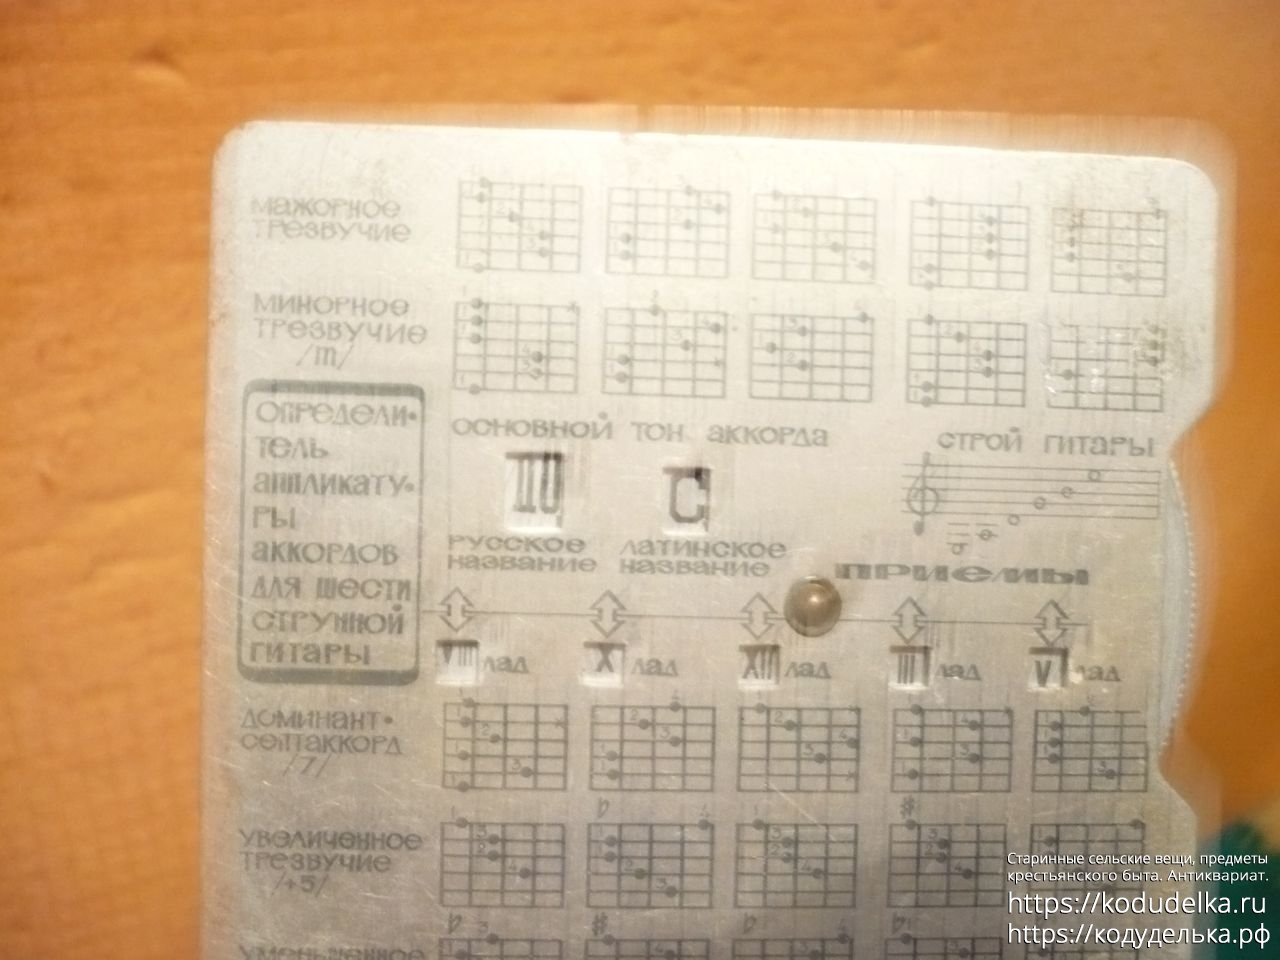 МАЖОРНОЕ
ТРЕЗВУЧИЕ
МИНОРНОЕ
ТРЕЗВУЧИЕ
/m/
ОПРЕДЕЛИ-
ТЕЛЬ
АППЛИКАТУ-
РЫ
АККОРДОВ
ДЛЯ ШЕСТИ
СТРУННОЙ
ГИТАРЫ
ОСНОВНОЙ ТОН АККОРДА
ДО C
РУССКОЕ ЛАТИНСКОЕ
НАЗВАНИЕ НАЗВАНИЕ
СТРОЙ ГИТАРЫ
ПРИЕМЫ
VIII ЛАД X ЛАД XII ЛАД III ЛАД V ЛАД
ДОМИНАНТ-
СЕПТАККОРД
/7/
УВЕЛИЧЕННОЕ
ТРЕЗВУЧИЕ
/+5/
УМЕНЬШЕННОЕ
Старинные сельские вещи, предметы
крестьянского быта. Антиквариат.
https://kodudelka.ru
https://кодуделька.рф